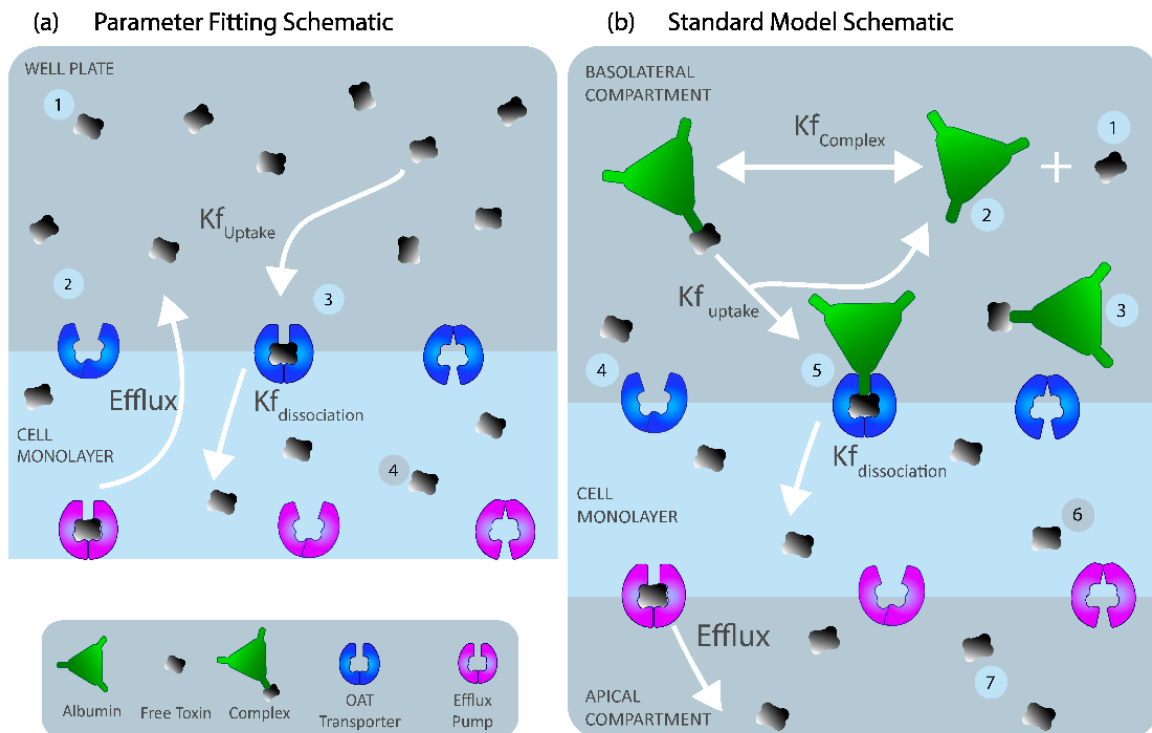 (a) Parameter Fitting Schematic
WELL PLATE
1
Kf Uptake
2
3
Efflux
Kf dissociation
CELL
MONOLAYER
4
Albumin
Free Toxin
Complex
OAT
Transporter
Efflux
Pump
(b) Standard Model Schematic
BASOLATERAL
COMPARTMENT
Kf Complex
1
+
2
Kf uptake
3
4
5
Kf dissociation
CELL
MONOLAYER
6
Efflux
7
APICAL
COMPARTMENT